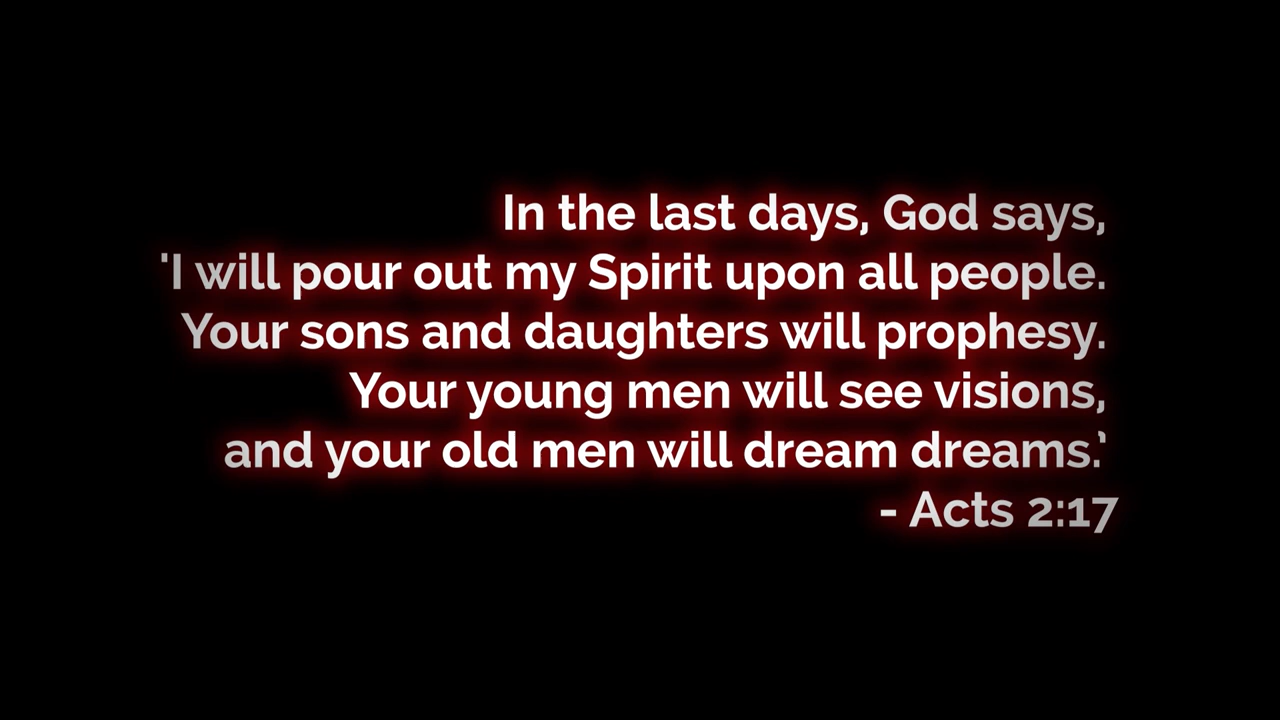 In the last days, God says,
'I will pour out my Spirit upon all people.
Your sons and daughters will prophesy.
Your young men will see visions,
and your old men will dream dreams.'
- Acts 2:17